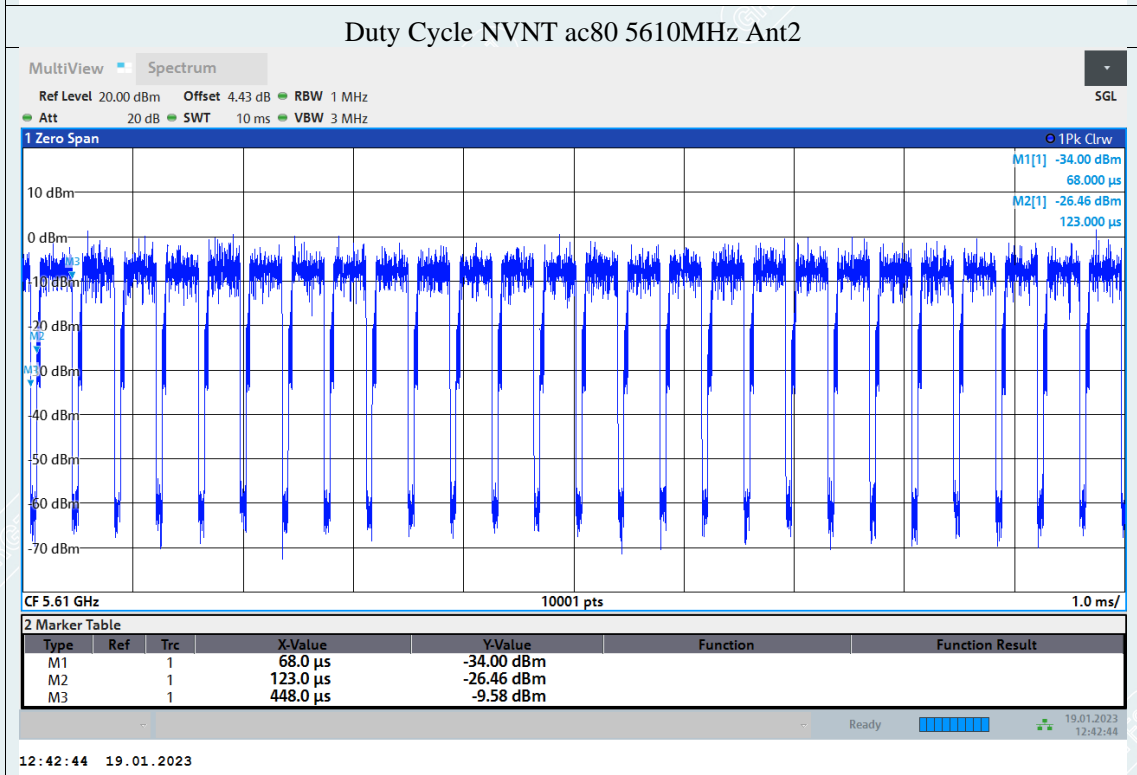 Duty Cycle NVNT ac80 5610MHz Ant2
MultiView Spectrum
Ref Level 20.00 dBm Offset 4.43 dB RBW 1 MHz SGL
Att 20 dB SWT 10 ms VBW 3 MHz
1 Zero Span 1Pk Clrw
M1[1] -34.00 dBm
68.000 µs
10 dBm
M2[1] -26.46 dBm
123.000 µs
0 dBm
M3
-10 dBm
-20 dBm
M2
-30 dBm
-40 dBm
-50 dBm
-60 dBm
-70 dBm
CF 5.61 GHz 10001 pts 1.0 ms/
2 Marker Table
Type Ref Trc X-Value Y-Value Function Function Result
M1 1 68.0 µs -34.00 dBm
M2 1 123.0 µs -26.46 dBm
M3 1 448.0 µs -9.58 dBm
Ready 19.01.2023
12:42:44
12:42:44 19.01.2023